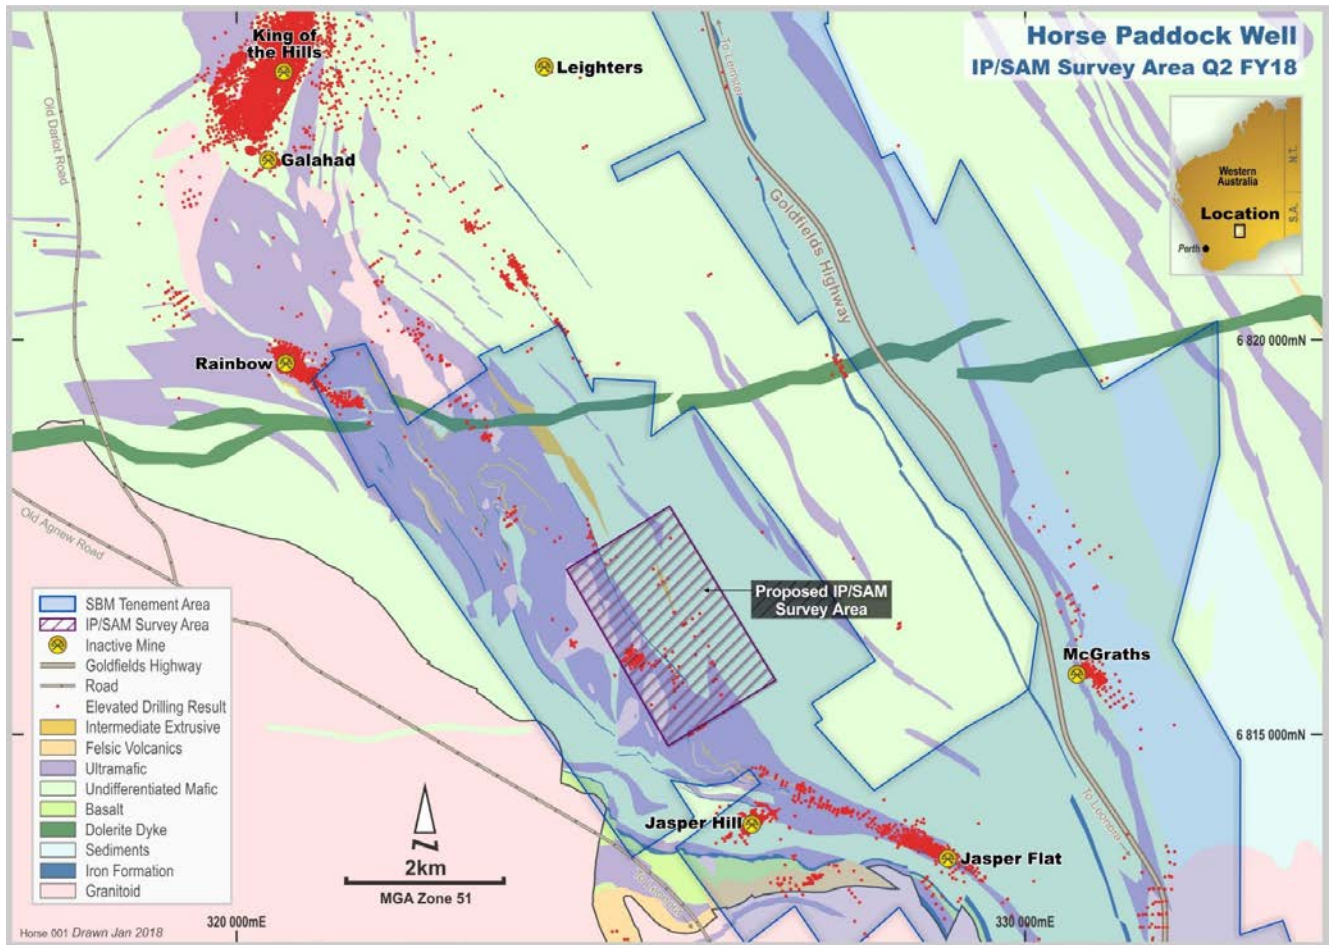 Horse Paddock Well
IP/SAM Survey Area Q2 FY18
King of
the Hills
Leighters
Galahad
Old Darlot Road
To Leinster
Goldfields Highway
Western
Australia
N.T.
S.A.
Location
Perth
Rainbow
6 820 000mN
Old Agnew Road
Proposed IP/SAM
Survey Area
McGraths
6 815 000mN
To Leonora
Jasper Hill
Jasper Flat
To Leonora
SBM Tenement Area
IP/SAM Survey Area
Inactive Mine
Goldfields Highway
Road
Elevated Drilling Result
Intermediate Extrusive
Felsic Volcanics
Ultramafic
Undifferentiated Mafic
Basalt
Dolerite Dyke
Sediments
Iron Formation
Granitoid
N
2km
MGA Zone 51
320 000mE
330 000mE
Horse 001 Drawn Jan 2018